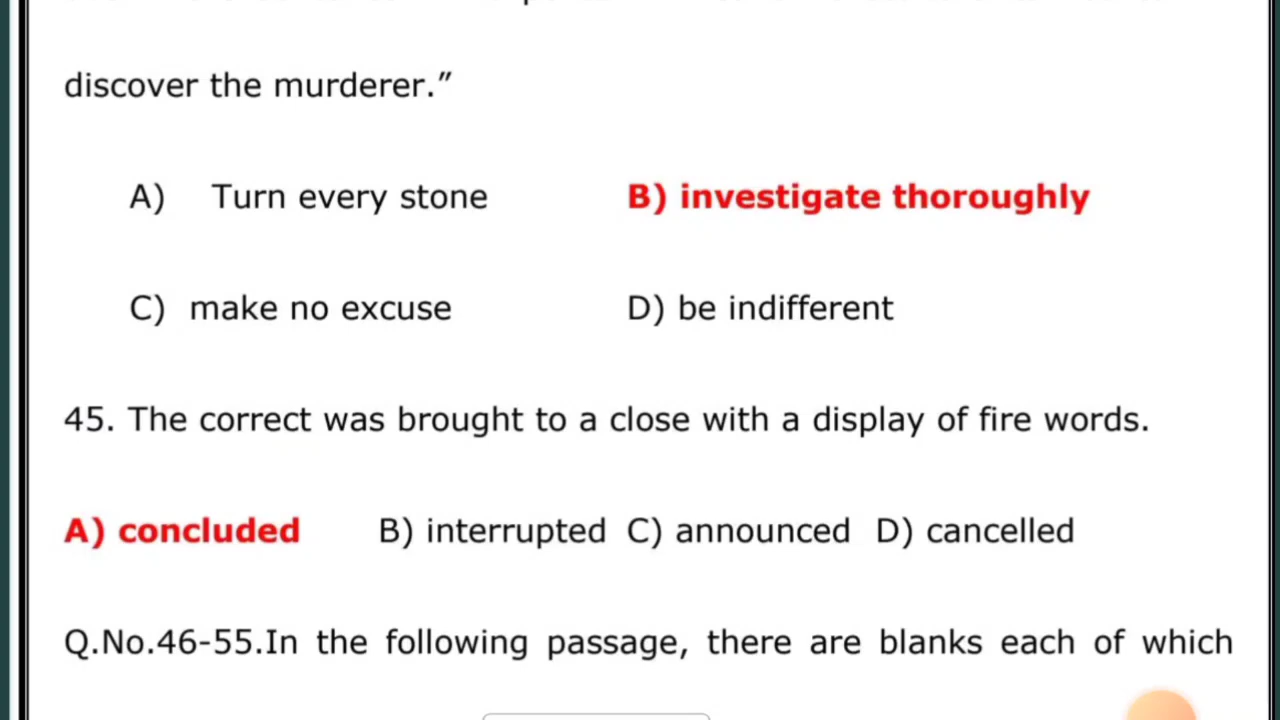 discover the murderer.”
A) Turn every stone B) investigate thoroughly
C) make no excuse D) be indifferent
45. The correct was brought to a close with a display of fire words.
A) concluded B) interrupted C) announced D) cancelled
Q.No.46-55.In the following passage, there are blanks each of which